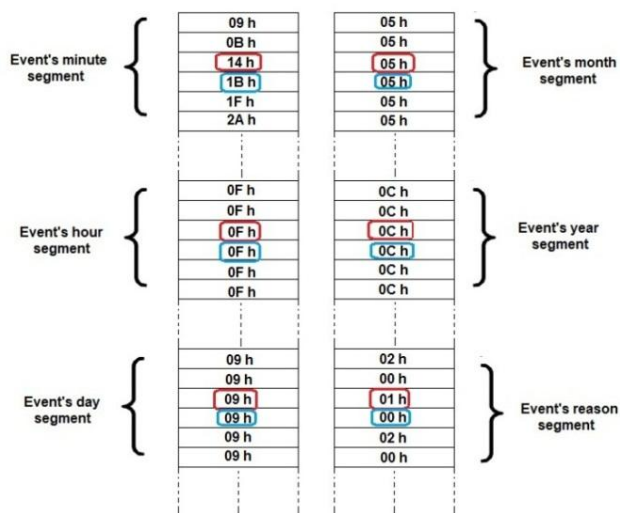 Event's minute
segment
09 h
0B h
14 h
1B h
1F h
2A h
05 h
05 h
05 h
05 h
05 h
05 h
Event's month
segment
Event's hour
segment
0F h
0F h
0F h
0F h
0F h
0F h
0C h
0C h
0C h
0C h
0C h
0C h
Event's year
segment
Event's day
segment
09 h
09 h
09 h
09 h
09 h
09 h
02 h
00 h
01 h
00 h
02 h
00 h
Event's reason
segment